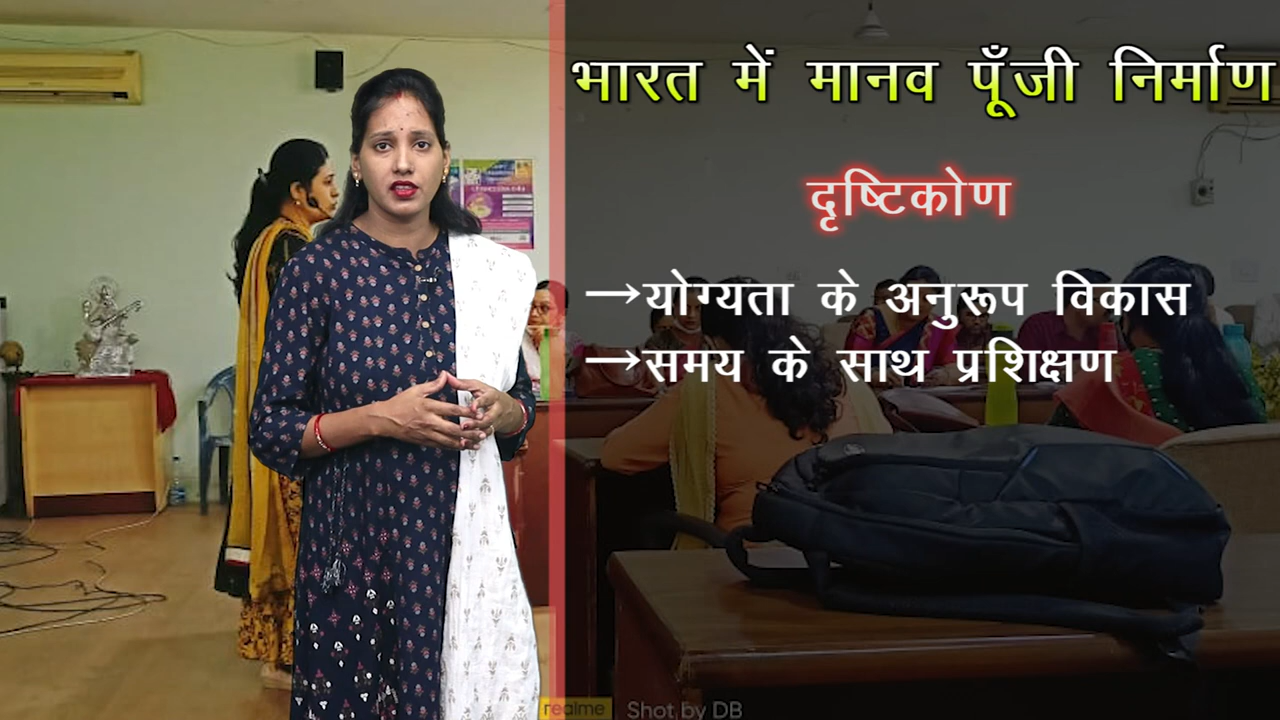 भारत में मानव पूँजी निर्माण
दृष्टिकोण
→योग्यता के अनुरूप विकास
→समय के साथ प्रशिक्षण
realme Shot by DB